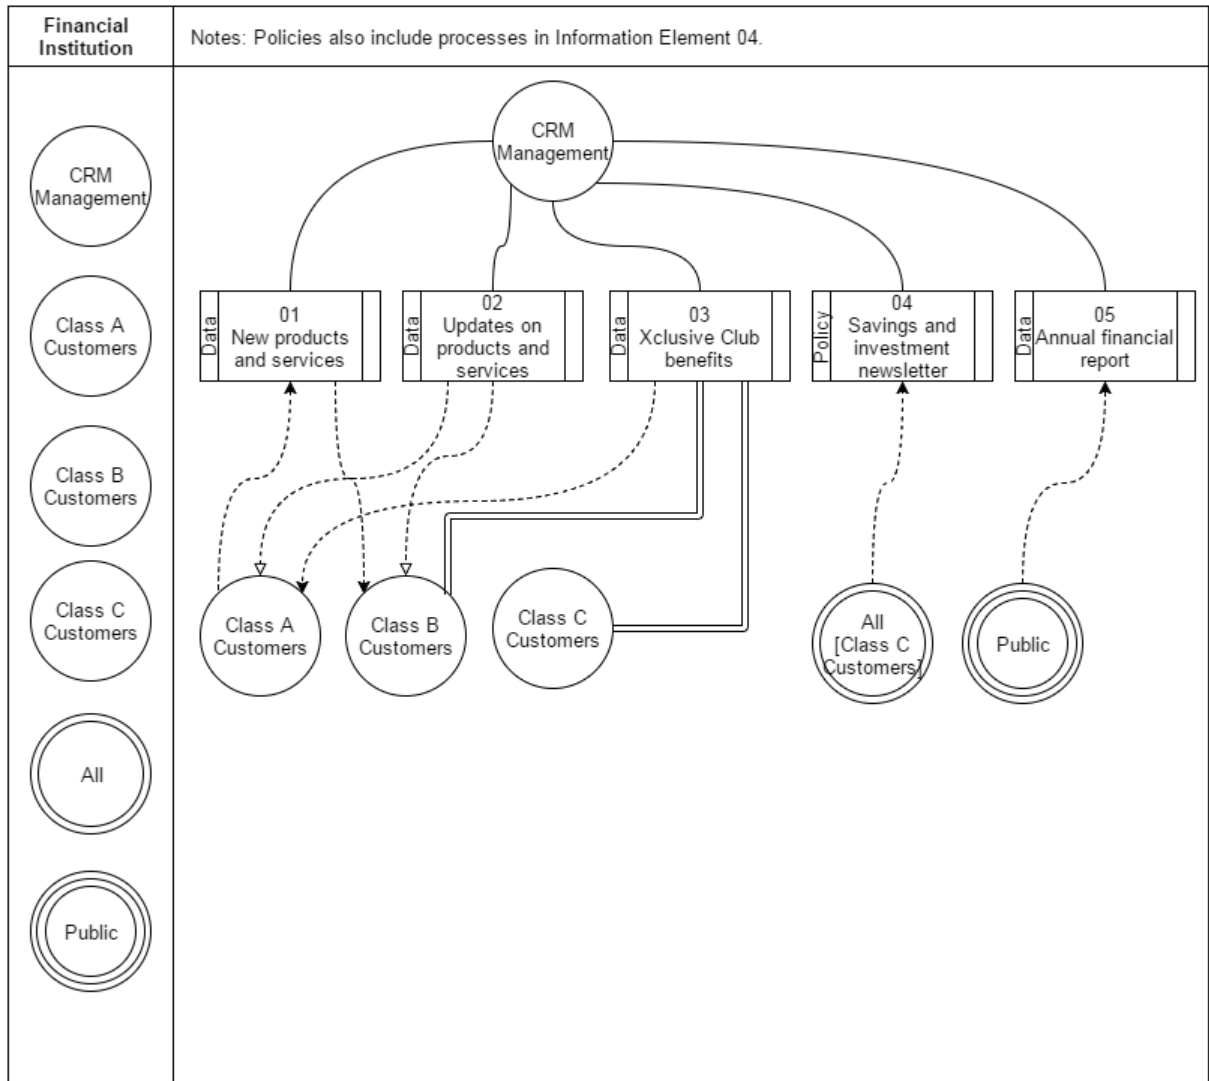 Financial
Institution
Notes: Policies also include processes in Information Element 04.
CRM
Management
Class A
Customers
Class B
Customers
Class C
Customers
All
Public
CRM
Management
Data
01
New products
and services
Data
02
Updates on
products and
services
Data
03
Xclusive Club
benefits
Policy
04
Savings and
investment
newsletter
Data
05
Annual financial
report
Class A
Customers
Class B
Customers
Class C
Customers
All
[Class C
Customers]
Public